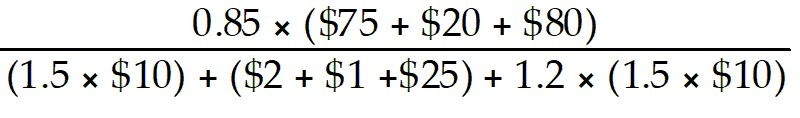 0.85 × ($75 + $20 + $80)
(1.5 × $10) + ($2 + $1 +$25) + 1.2 × (1.5 × $10)